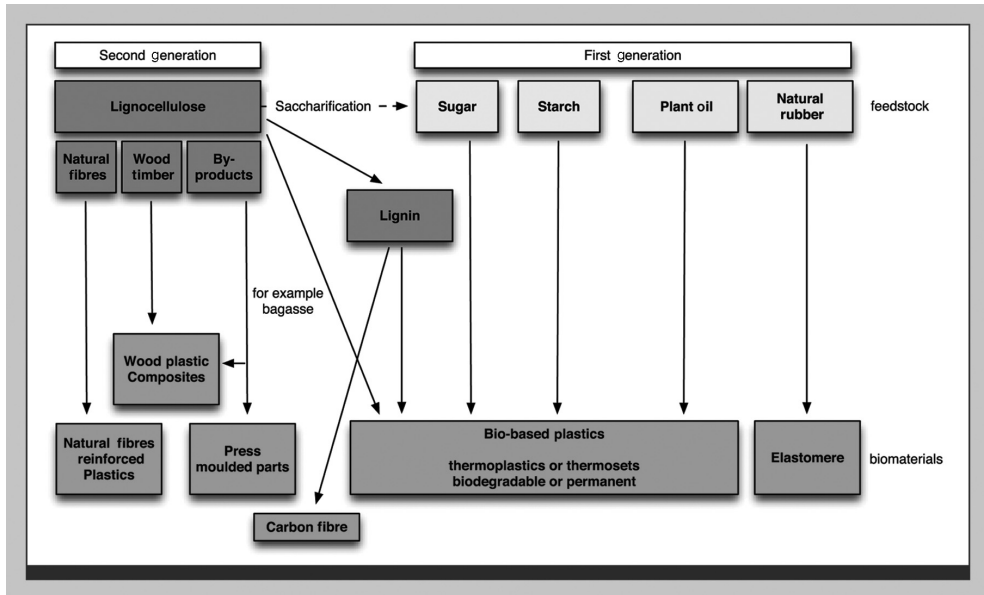 Second generation
First generation
Lignocellulose
Saccharification
Sugar
Starch
Plant oil
Natural
rubber
feedstock
Natural
fibres
Wood
timber
By-
products
Lignin
for example
bagasse
Wood plastic
Composites
Natural fibres
reinforced
Plastics
Press
moulded parts
Bio-based plastics
thermoplastics or thermosets
biodegradable or permanent
Elastomere
biomaterials
Carbon fibre